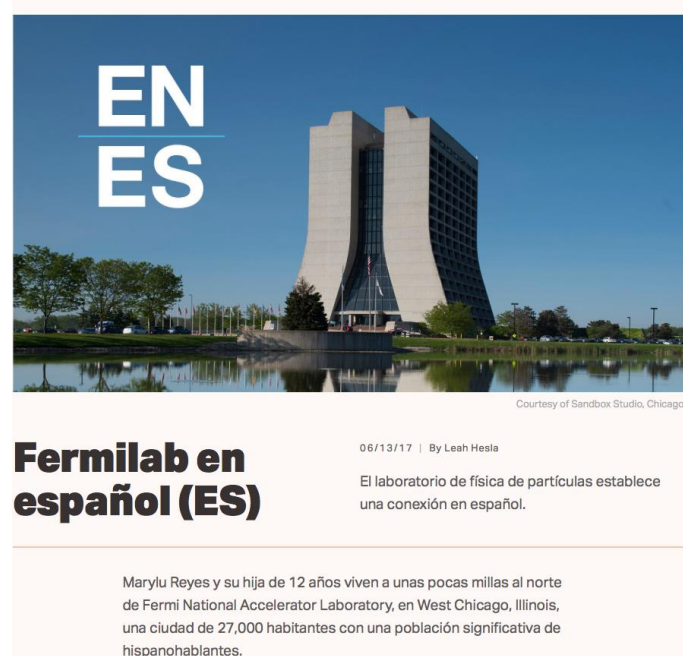 EN
ES
Courtesy of Sandbox Studio, Chicago
Fermilab en
español (ES)
06/13/17 | By Leah Hesla
El laboratorio de física de partículas establece
una conexión en español.
Marylu Reyes y su hija de 12 años viven a unas pocas millas al norte
de Fermi National Accelerator Laboratory, en West Chicago, Illinois,
una ciudad de 27,000 habitantes con una población significativa de
hispanohablantes.